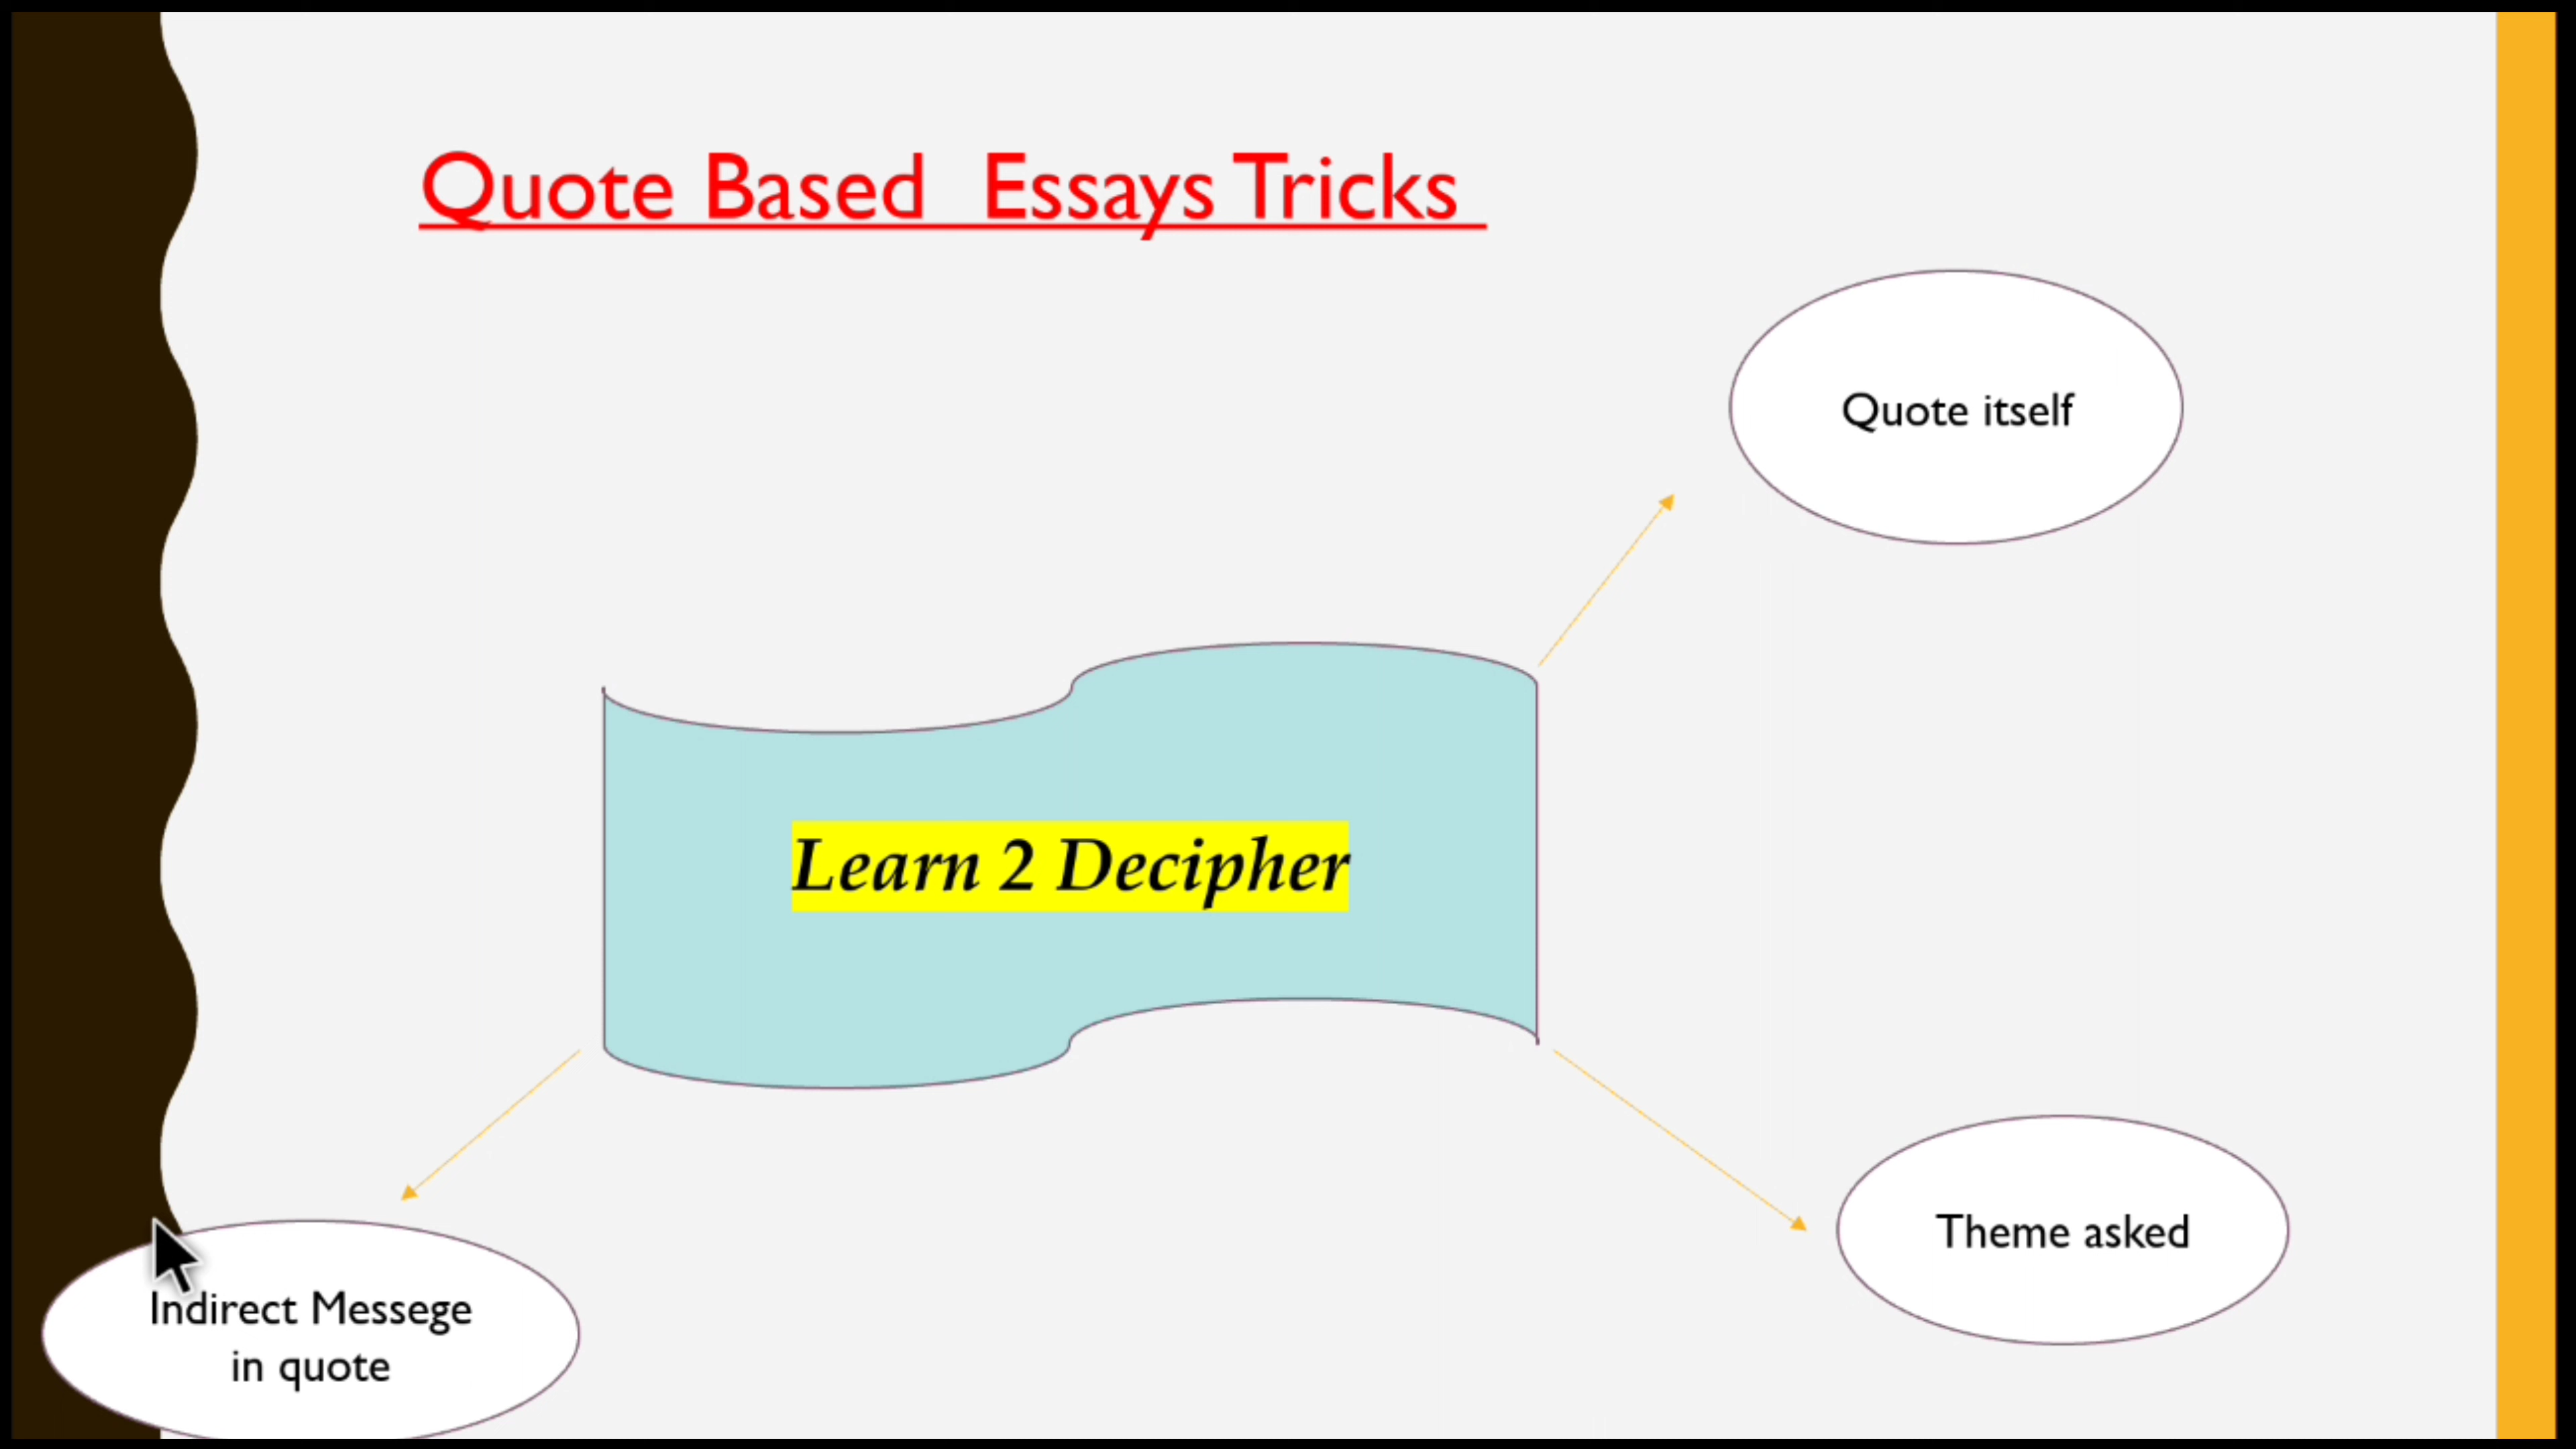 Quote Based Essays Tricks
Quote itself
Learn 2 Decipher
Theme asked
Indirect Messege
in quote